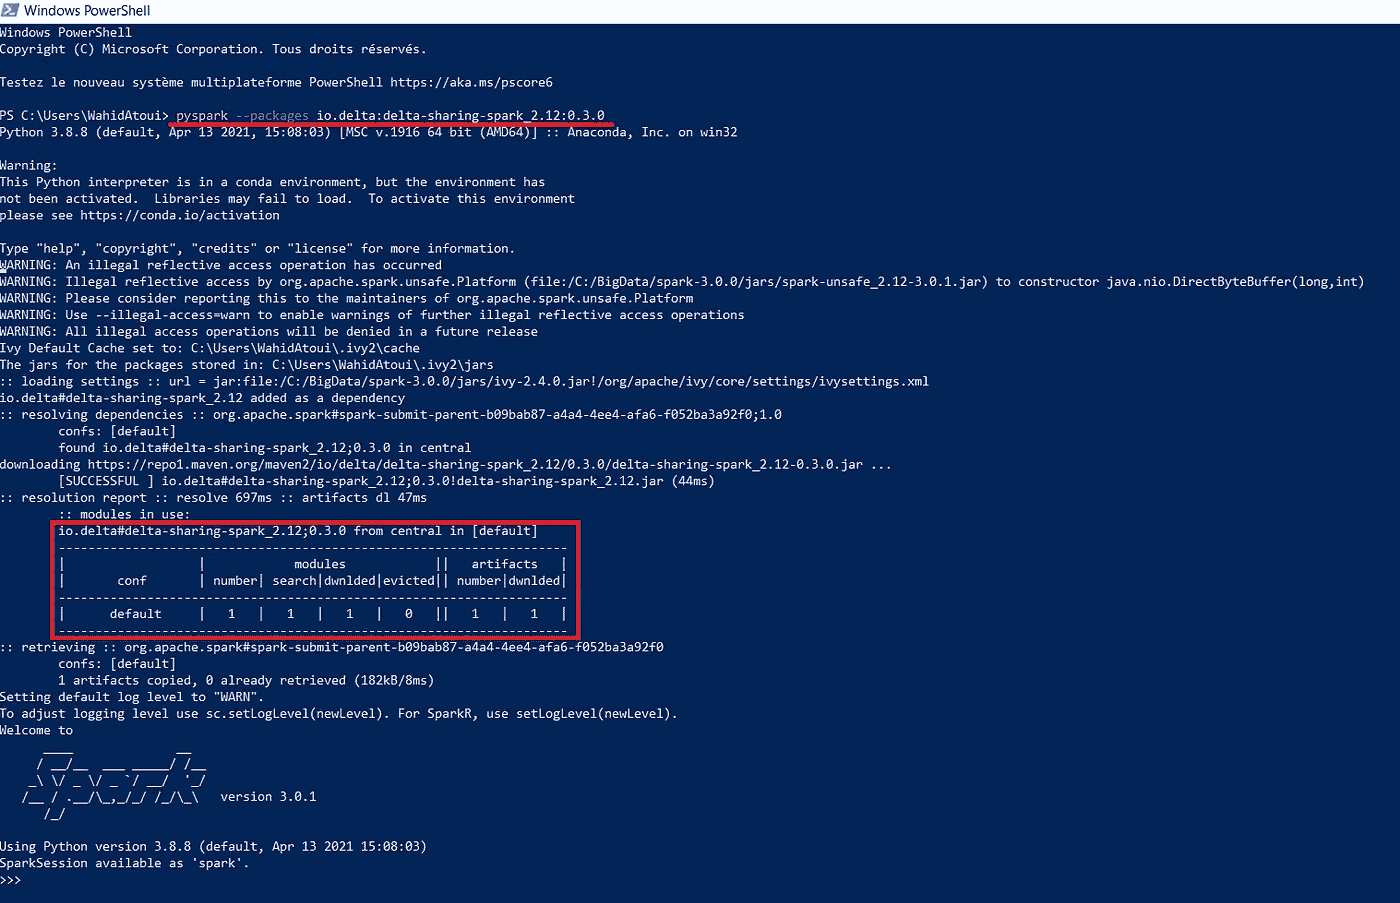 Windows PowerShell
Windows PowerShell
Copyright (C) Microsoft Corporation. Tous droits réservés.
Testez le nouveau système multiplateforme PowerShell https://aka.ms/pscore6
PS C:\Users\WahidAtoui> pyspark --packages io.delta:delta-sharing-spark_2.12:0.3.0
Python 3.8.8 (default, Apr 13 2021, 15:08:03) [MSC v.1916 64 bit (AMD64)] :: Anaconda, Inc. on win32
Warning:
This Python interpreter is in a conda environment, but the environment has
not been activated.  Libraries may fail to load.  To activate this environment
please see https://conda.io/activation
Type "help", "copyright", "credits" or "license" for more information.
WARNING: An illegal reflective access operation has occurred
WARNING: Illegal reflective access by org.apache.spark.unsafe.Platform (file:/C:/BigData/spark-3.0.0/jars/spark-unsafe_2.12-3.0.1.jar) to constructor java.nio.DirectByteBuffer(long,int)
WARNING: Please consider reporting this to the maintainers of org.apache.spark.unsafe.Platform
WARNING: Use --illegal-access=warn to enable warnings of further illegal reflective access operations
WARNING: All illegal access operations will be denied in a future release
Ivy Default Cache set to: C:\Users\WahidAtoui\.ivy2\cache
The jars for the packages stored in: C:\Users\WahidAtoui\.ivy2\jars
:: loading settings :: url = jar:file:/C:/BigData/spark-3.0.0/jars/ivy-2.4.0.jar!/org/apache/ivy/core/settings/ivysettings.xml
io.delta#delta-sharing-spark_2.12 added as a dependency
:: resolving dependencies :: org.apache.spark#spark-submit-parent-b09bab87-a4a4-4ee4-afa6-f052ba3a92f0;1.0
confs: [default]
found io.delta#delta-sharing-spark_2.12;0.3.0 in central
downloading https://repo1.maven.org/maven2/io/delta/delta-sharing-spark_2.12/0.3.0/delta-sharing-spark_2.12-0.3.0.jar ...
[SUCCESSFUL ] io.delta#delta-sharing-spark_2.12;0.3.0!delta-sharing-spark_2.12.jar (44ms)
:: resolution report :: resolve 697ms :: artifacts dl 47ms
:: modules in use:
io.delta#delta-sharing-spark_2.12;0.3.0 from central in [default]
---------------------------------------------------------------------
|                  |            modules            ||   artifacts   |
|       conf       | number| search|dwnlded|evicted|| number|dwnlded|
---------------------------------------------------------------------
|      default     |   1   |   1   |   1   |   0   ||   1   |   1   |
---------------------------------------------------------------------
:: retrieving :: org.apache.spark#spark-submit-parent-b09bab87-a4a4-4ee4-afa6-f052ba3a92f0
confs: [default]
1 artifacts copied, 0 already retrieved (182kB/8ms)
Setting default log level to "WARN".
To adjust logging level use sc.setLogLevel(newLevel). For SparkR, use setLogLevel(newLevel).
Welcome to
Spark version 3.0.1
Using Python version 3.8.8 (default, Apr 13 2021 15:08:03)
SparkSession available as 'spark'.
>>>